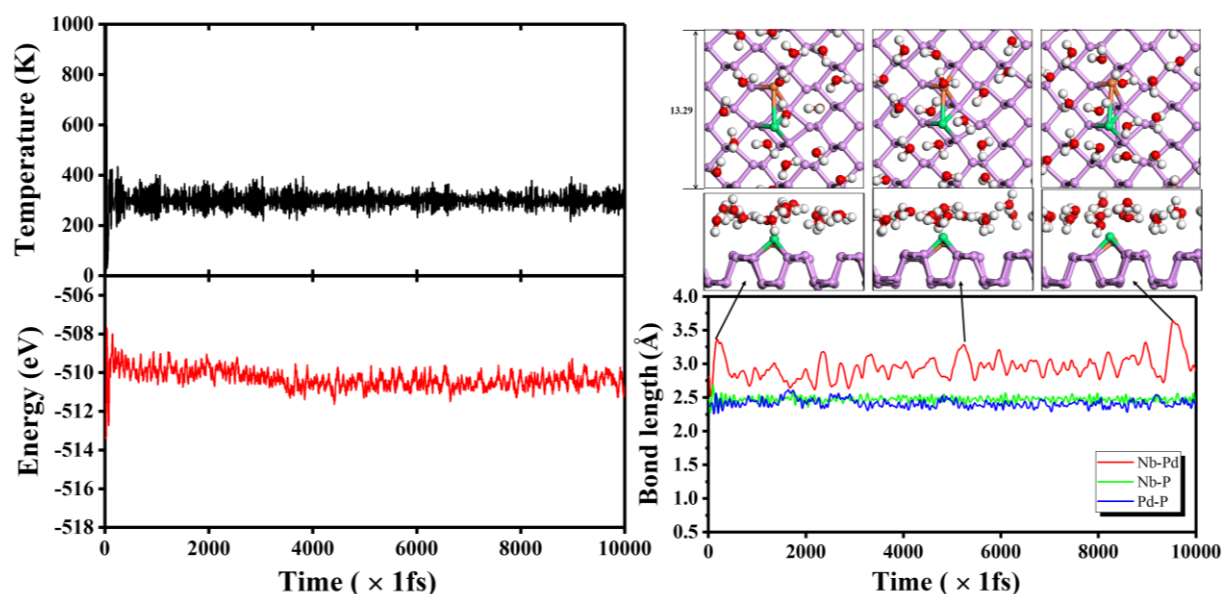 1000
800
600
400
200
0
Temperature (K)
-506
-508
-510
-512
-514
-516
-518
Energy (eV)
0 2000 4000 6000 8000 10000
Time ( × 1fs)
13.29
4.0
3.5
3.0
2.5
2.0
1.5
1.0
0.5
Bond length(Å)
Nb-Pd
Nb-P
Pd-P
0 2000 4000 6000 8000 10000
Time ( × 1fs)